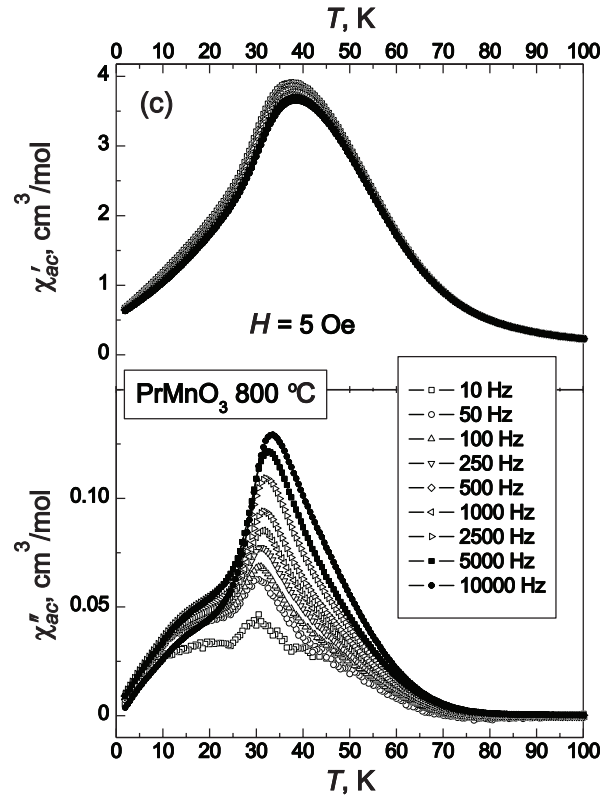 T, K
0 10 20 30 40 50 60 70 80 90 100
4
(c)
3
2
1
0
χ′ac, cm³/mol
H = 5 Oe
PrMnO₃ 800 ºC
10 Hz
50 Hz
100 Hz
250 Hz
500 Hz
1000 Hz
2500 Hz
5000 Hz
10000 Hz
0.10
0.05
0
χ″ac, cm³/mol
0 10 20 30 40 50 60 70 80 90 100
T, K